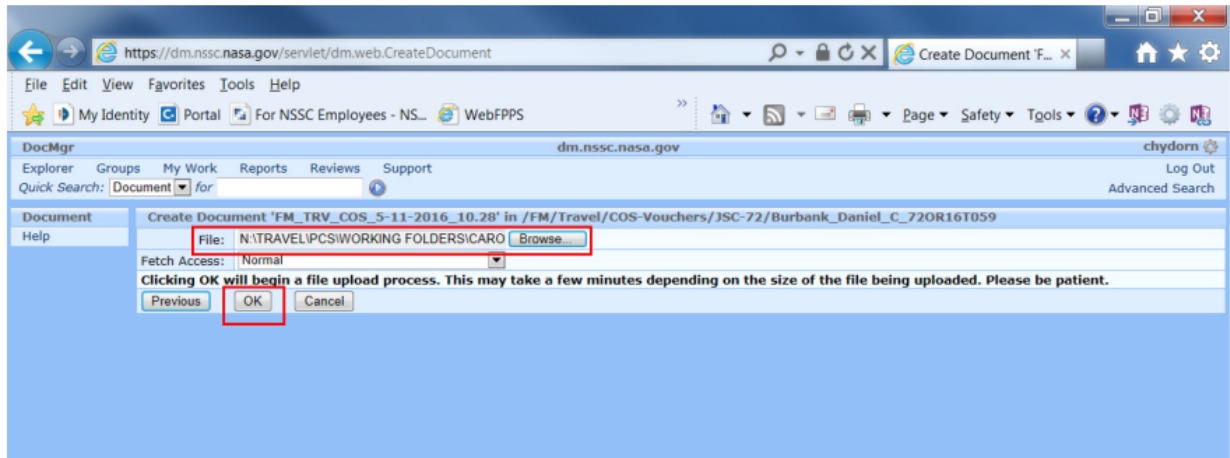 https://dm.nssc.nasa.gov/servlet/dm.web.CreateDocument
Create Document 'F...
File Edit View Favorites Tools Help
My Identity Portal For NSSC Employees - NS... WebFPPS » Page Safety Tools
DocMgr dm.nssc.nasa.gov chydorn
Explorer Groups My Work Reports Reviews Support Log Out
Quick Search: Document for Advanced Search
Document Create Document 'FM_TRV_COS_5-11-2016_10.28' in /FM/Travel/COS-Vouchers/JSC-72/Burbank_Daniel_C_72OR16T059
Help File: N:\TRAVEL\PCS\WORKING FOLDERS\CARO Browse...
Fetch Access: Normal
Clicking OK will begin a file upload process. This may take a few minutes depending on the size of the file being uploaded. Please be patient.
Previous OK Cancel